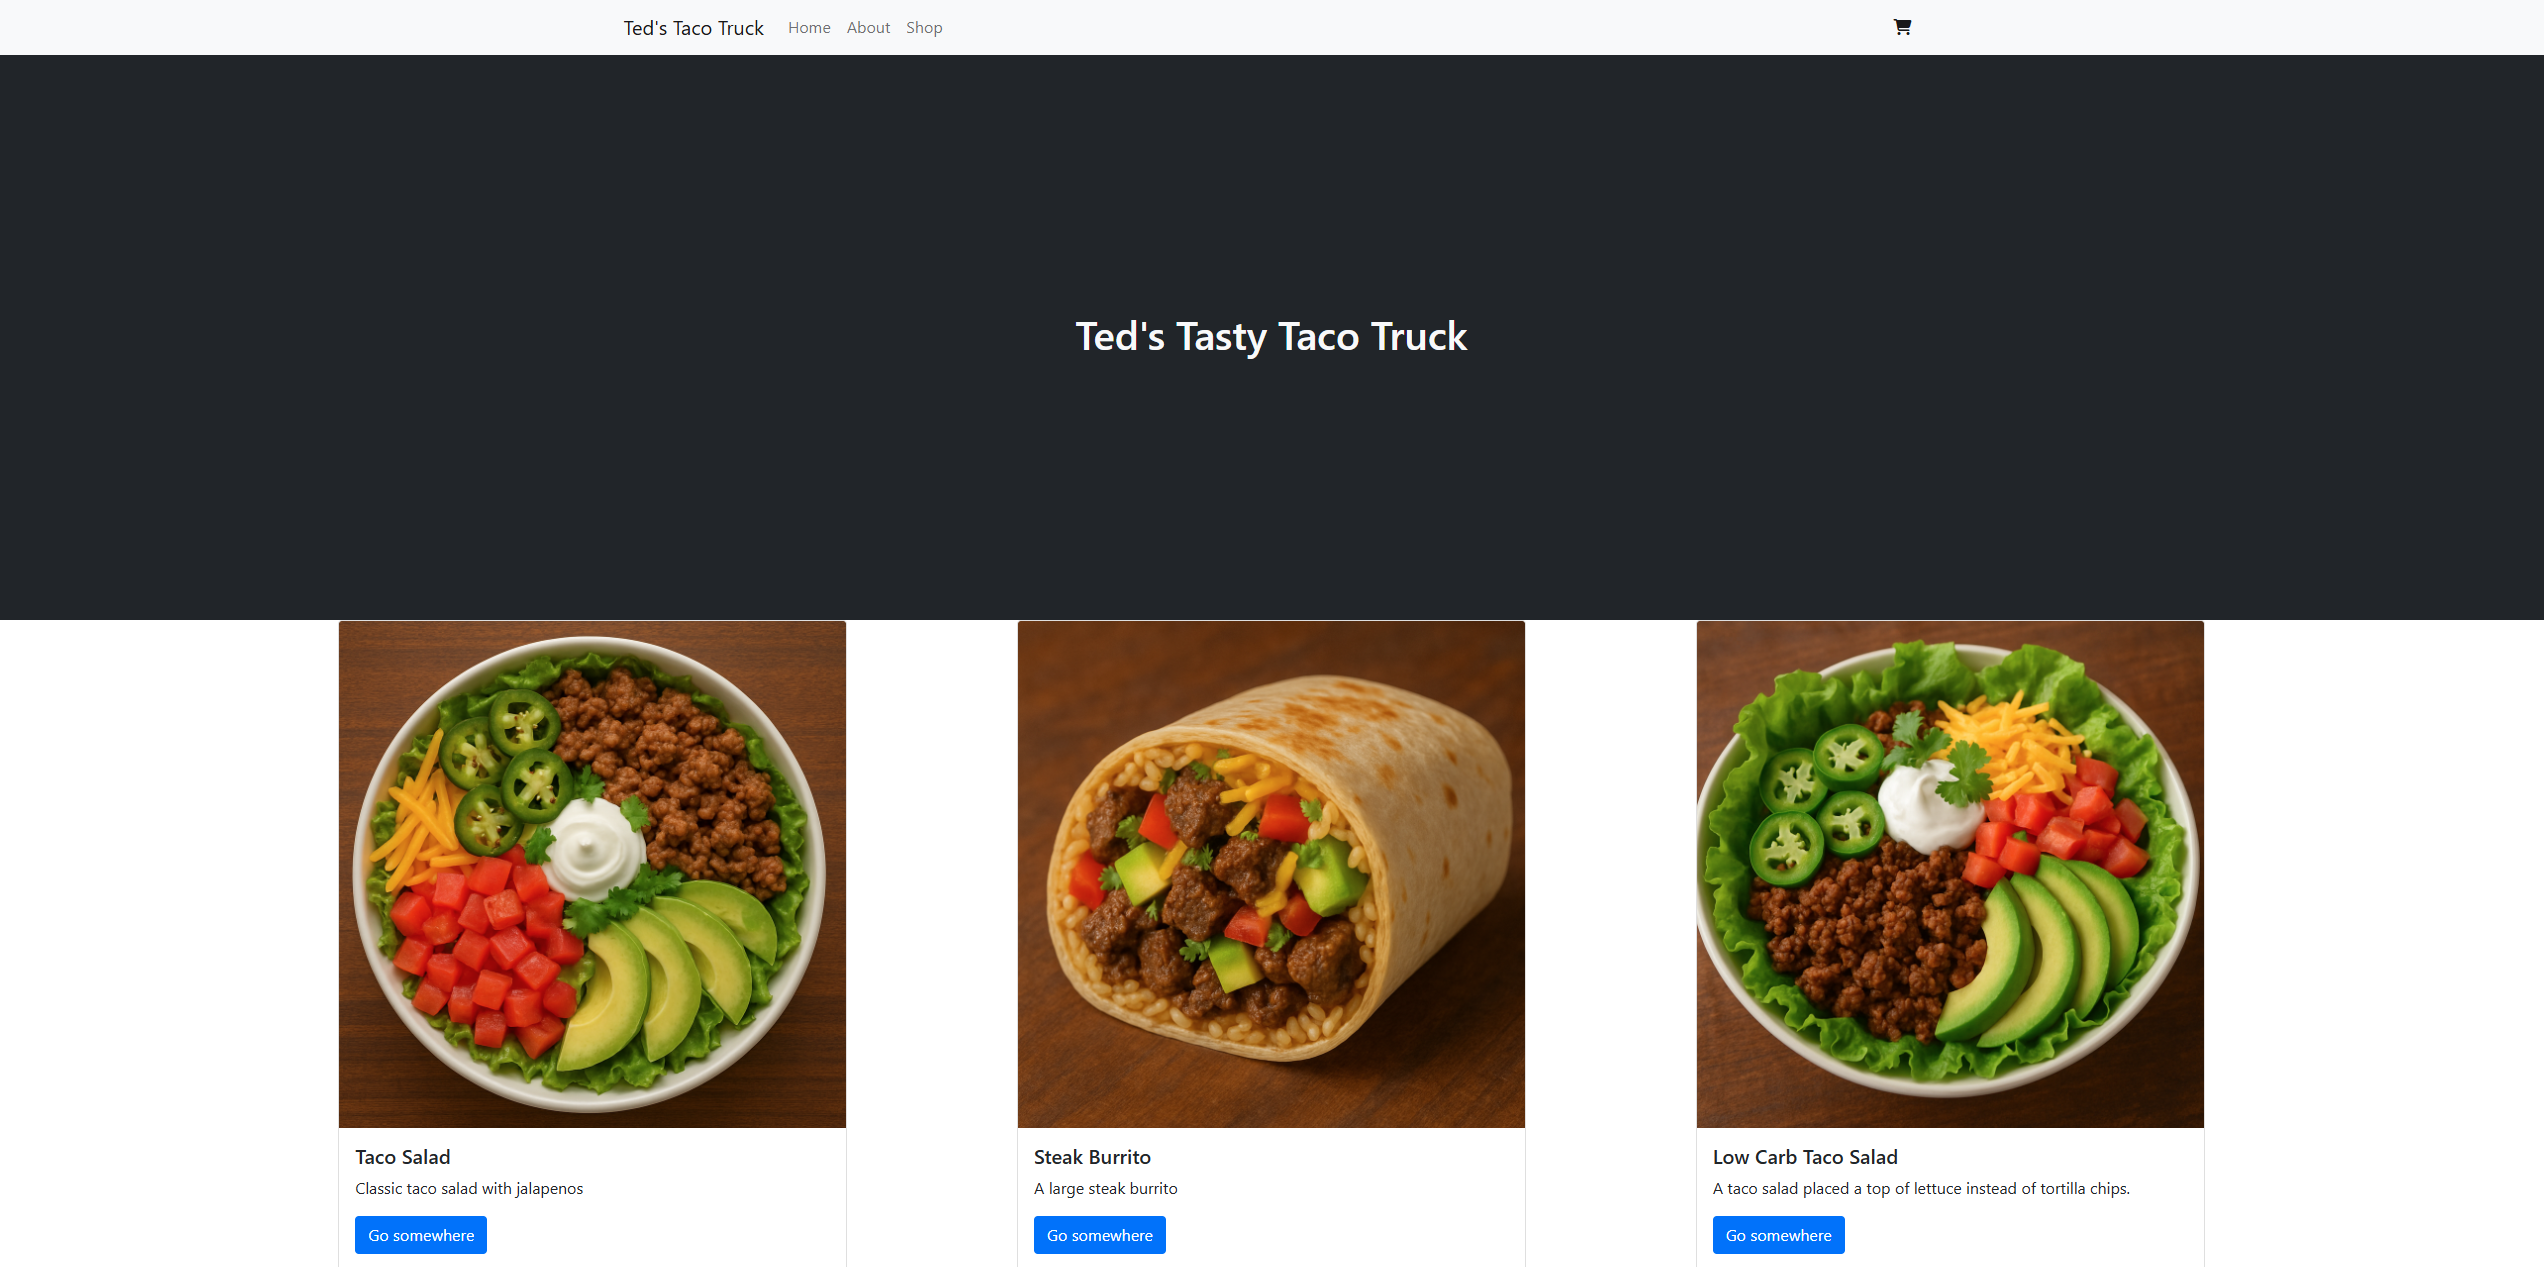 Ted's Taco Truck Home About Shop
Ted's Tasty Taco Truck
Taco Salad
Classic taco salad with jalapenos
Go somewhere
Steak Burrito
A large steak burrito
Go somewhere
Low Carb Taco Salad
A taco salad placed a top of lettuce instead of tortilla chips.
Go somewhere